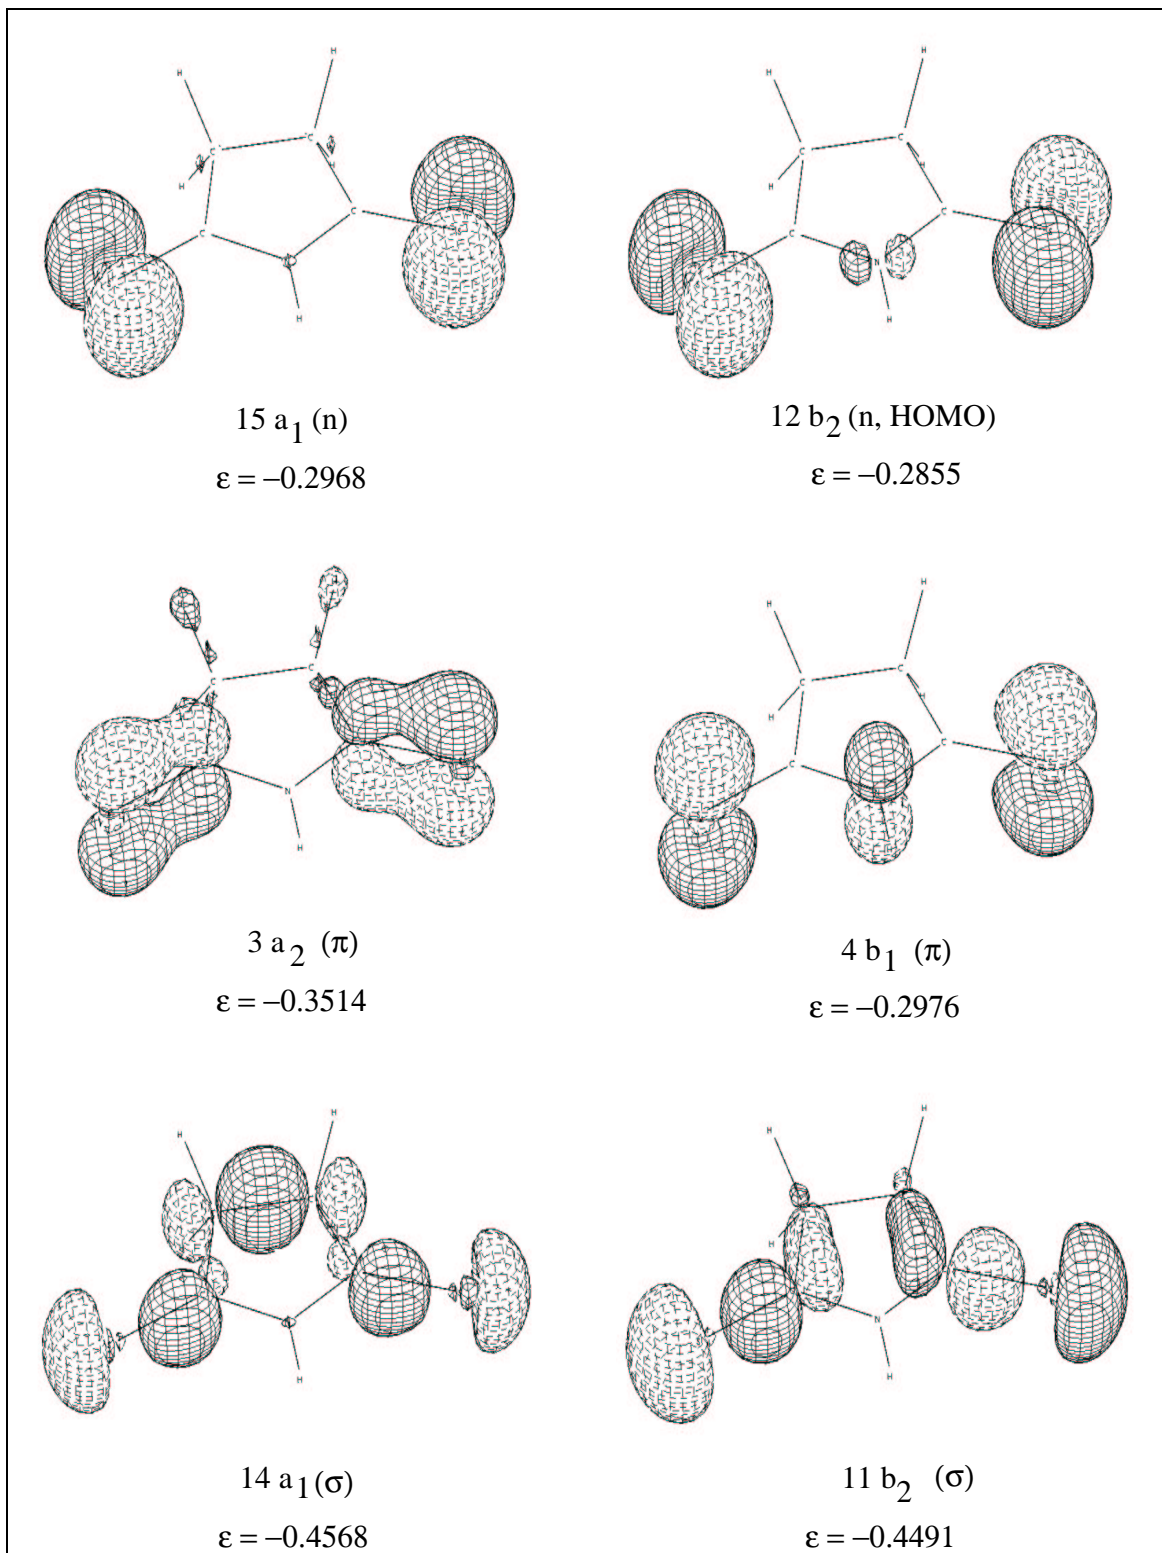 H H H H
C C C C
H H H H
C C C C
N
H H
15 a1 (n) 12 b2 (n, HOMO)
ε = −0.2968 ε = −0.2855
H H
C C C C
H
C C
N
H
3 a2 (π) 4 b1 (π)
ε = −0.3514 ε = −0.2976
H H H H
H
N
H H
14 a1 (σ) 11 b2 (σ)
ε = −0.4568 ε = −0.4491